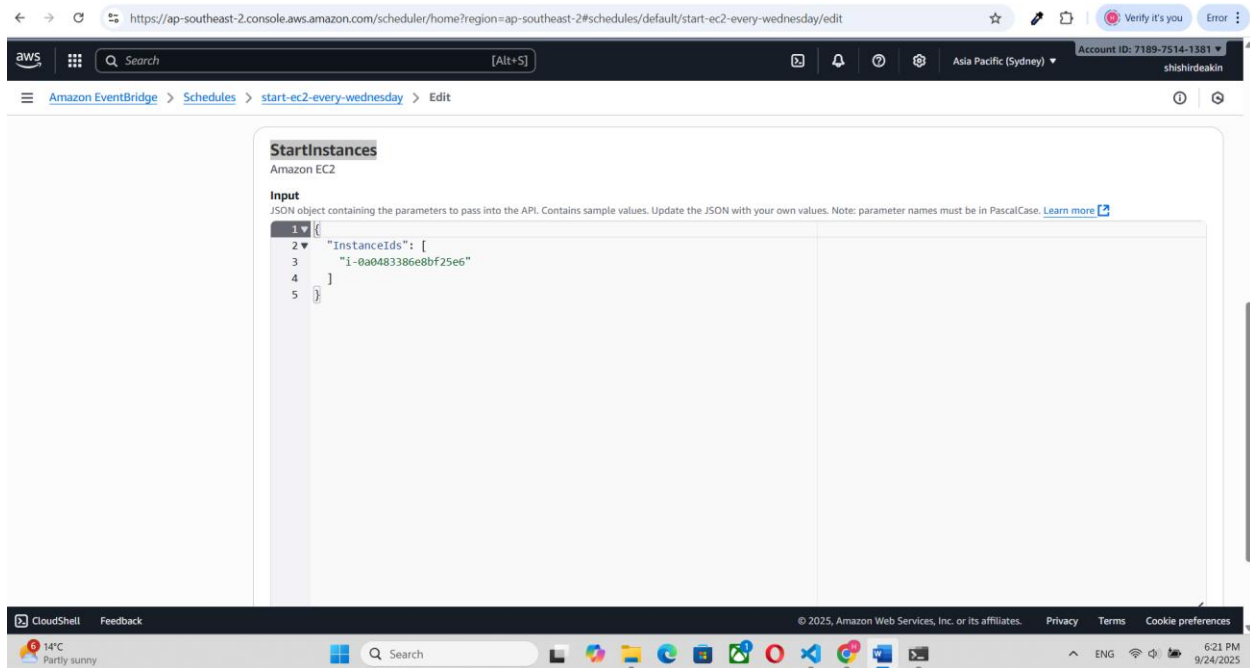 https://ap-southeast-2.console.aws.amazon.com/scheduler/home?region=ap-southeast-2#schedules/default/start-ec2-every-wednesday/edit
Verify it's you
Error
aws
Search
[Alt+S]
Asia Pacific (Sydney)
Account ID: 7189-7514-1381
shishirdeakin
Amazon EventBridge > Schedules > start-ec2-every-wednesday > Edit
StartInstances
Amazon EC2
Input
JSON object containing the parameters to pass into the API. Contains sample values. Update the JSON with your own values. Note: parameter names must be in PascalCase. Learn more
1 {
2 "InstanceIds": [
3 "i-0a0483386e8bf25e6"
4 ]
5 }
CloudShell Feedback
© 2025, Amazon Web Services, Inc. or its affiliates. Privacy Terms Cookie preferences
6
14°C
Partly sunny
Search
ENG
6:21 PM
9/24/2025